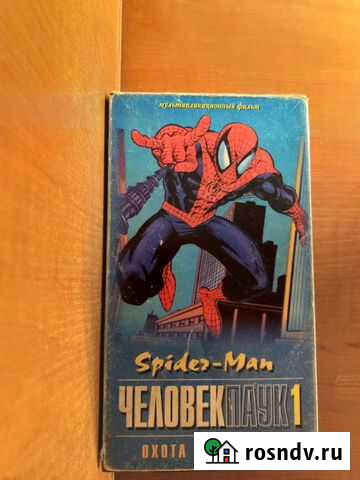 мультипликационный фильм
Spider-Man
ЧЕЛОВЕК ПАУК 1
ОХОТА
rosndv.ru